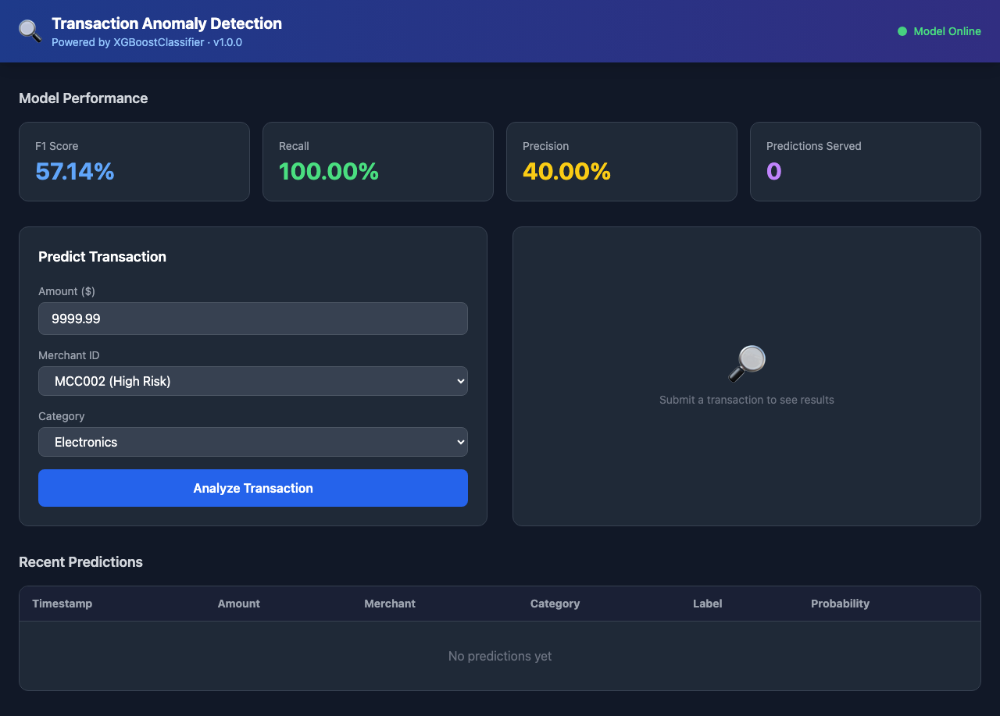 Transaction Anomaly Detection
Powered by XGBoostClassifier · v1.0.0
Model Online
Model Performance
F1 Score
57.14%
Recall
100.00%
Precision
40.00%
Predictions Served
0
Predict Transaction
Amount ($)
9999.99
Merchant ID
MCC002 (High Risk)
Category
Electronics
Analyze Transaction
Submit a transaction to see results
Recent Predictions
Timestamp Amount Merchant Category Label Probability
No predictions yet